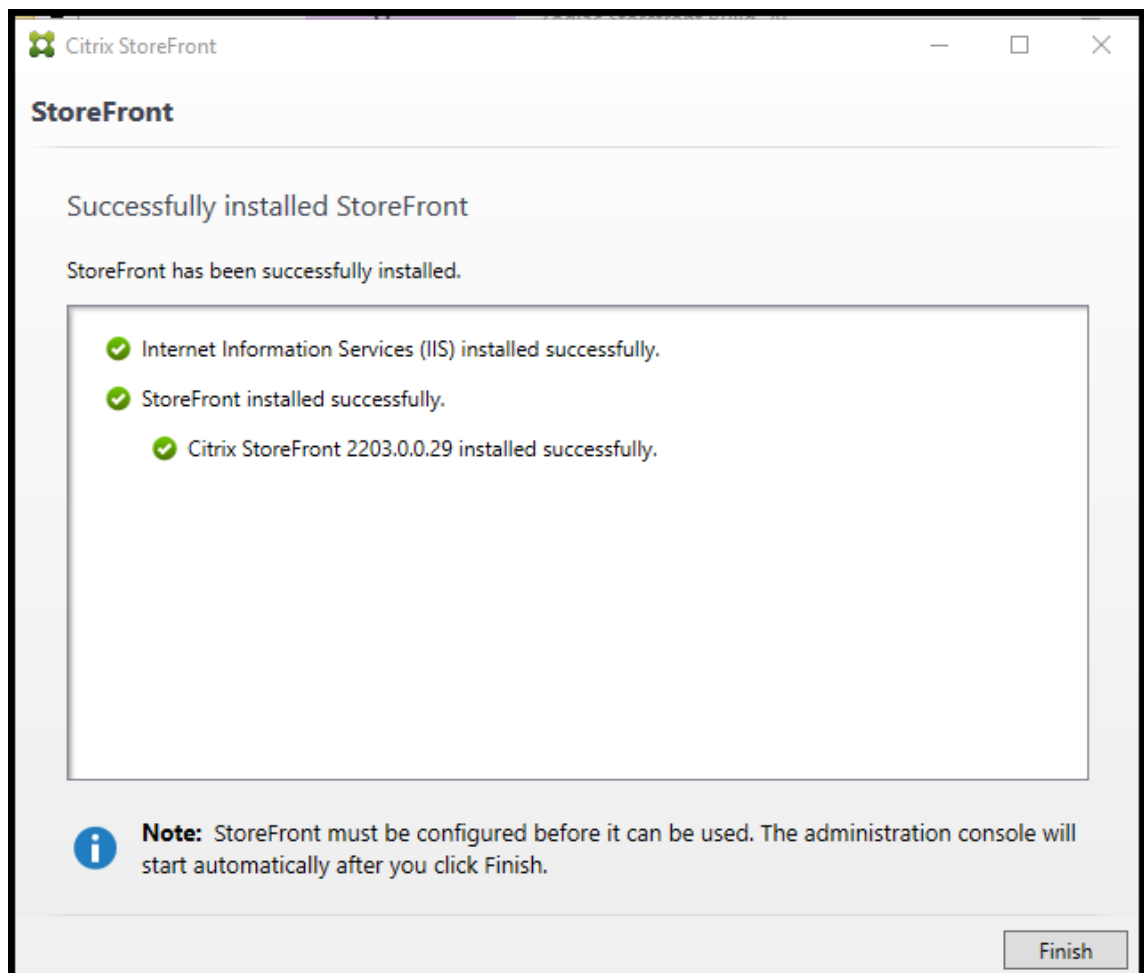 Citrix StoreFront
StoreFront
Successfully installed StoreFront
StoreFront has been successfully installed.
Internet Information Services (IIS) installed successfully.
StoreFront installed successfully.
Citrix StoreFront 2203.0.0.29 installed successfully.
Note: StoreFront must be configured before it can be used. The administration console will
start automatically after you click Finish.
Finish